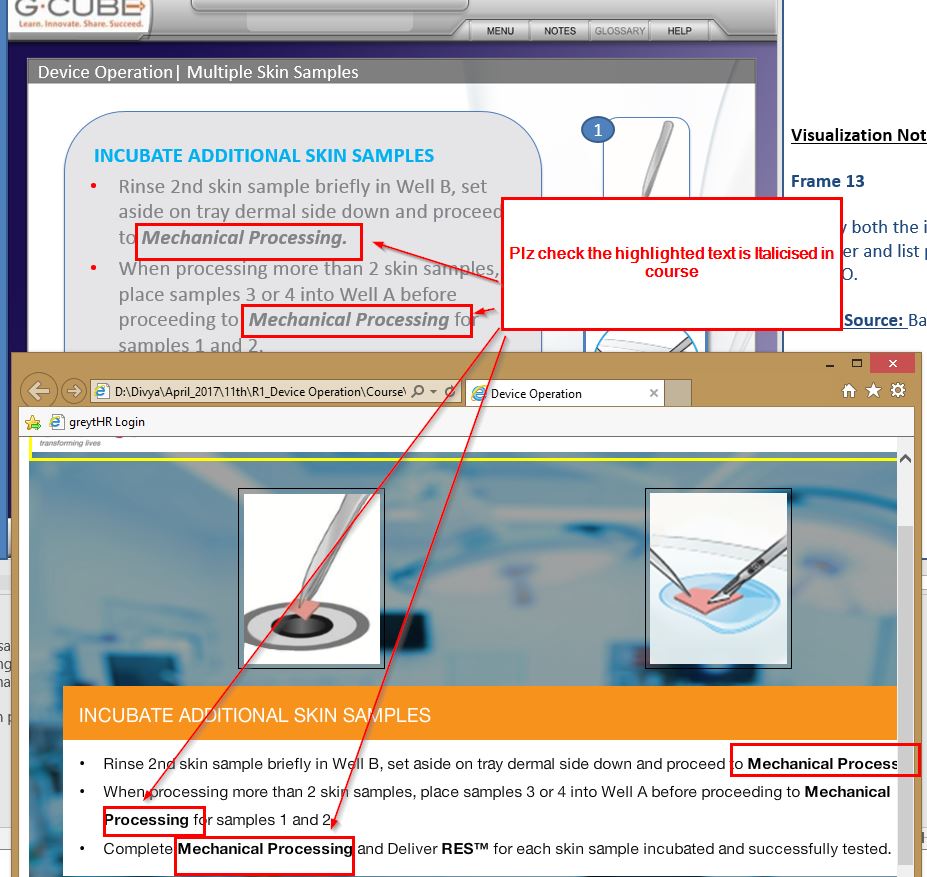 G-CUBE
Learn. Innovate. Share. Succeed.
MENU NOTES GLOSSARY HELP
Device Operation| Multiple Skin Samples
1
Visualization Not
INCUBATE ADDITIONAL SKIN SAMPLES
Frame 13
• Rinse 2nd skin sample briefly in Well B, set
aside on tray dermal side down and proceed
to Mechanical Processing.
• When processing more than 2 skin samples,
place samples 3 or 4 into Well A before
proceeding to Mechanical Processing for
samples 1 and 2.
Plz check the highlighted text is Italicised in
course
y both the i
er and list p
O.
Source: Ba
D:\Divya\April_2017\11th\R1_Device Operation\Course\
Device Operation
greytHR Login
transforming lives
INCUBATE ADDITIONAL SKIN SAMPLES
• Rinse 2nd skin sample briefly in Well B, set aside on tray dermal side down and proceed to Mechanical Process
• When processing more than 2 skin samples, place samples 3 or 4 into Well A before proceeding to Mechanical
Processing for samples 1 and 2
• Complete Mechanical Processing and Deliver RES™ for each skin sample incubated and successfully tested.